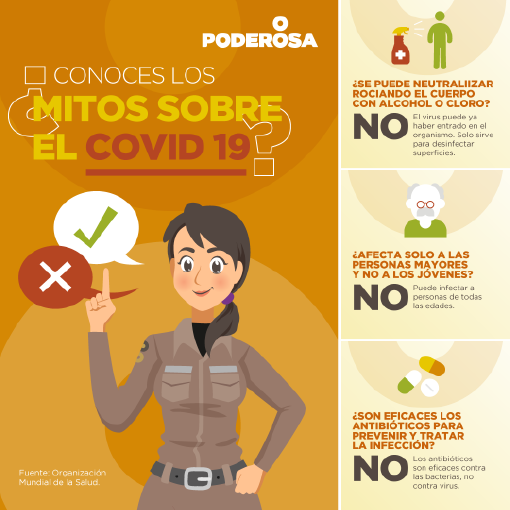 PODEROSA
¿CONOCES LOS
MITOS SOBRE
EL COVID 19?
Fuente: Organización
Mundial de la Salud.
¿SE PUEDE NEUTRALIIZAR
ROCIANDO EL CUERPO
CON ALCOHOL O CLORO?
NO
El virus puede ya
haber entrado en el
organismo. Solo sirve
para desinfectar
superficies.
¿AFECTA SOLO A LAS
PERSONAS MAYORES
Y NO A LOS JÓVENES?
NO
Puede infectar a
personas de todas
las edades.
¿SON EFICACES LOS
ANTIBIÓTICOS PARA
PREVENIR Y TRATAR
LA INFECCIÓN?
NO
Los antibióticos
son eficaces contra
las bacterias, no
contra virus.